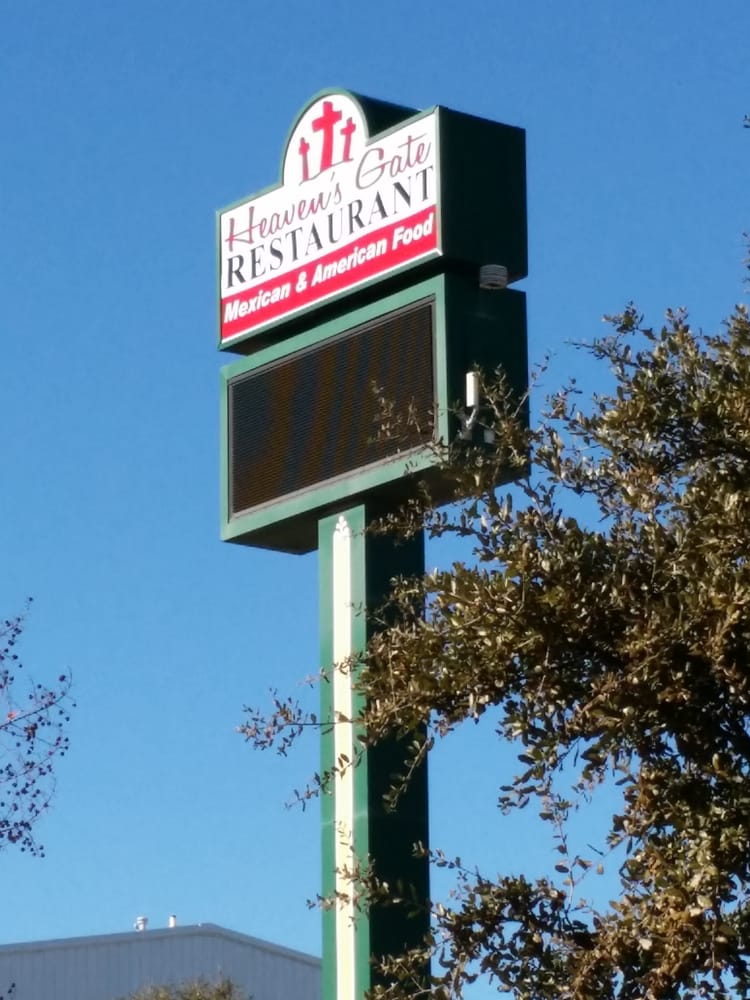 Heaven's Gate
RESTAURANT
Mexican & American Food